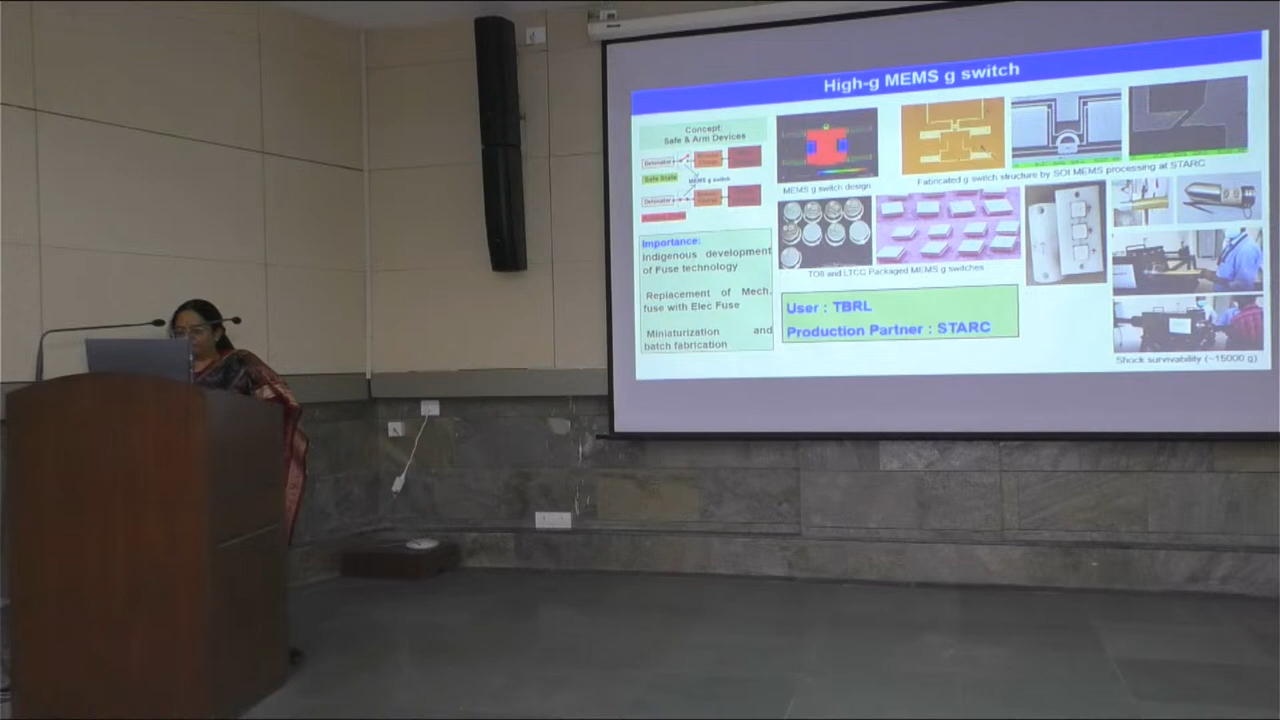 High-g MEMS g switch
Concept:
Safe & Arm Devices
Detonator
Safe State
MEMS g switch
Detonator
Importance:
Indigenous development
of Fuse technology
Replacement of Mech.
fuse with Elec Fuse
Miniaturization and
batch fabrication
MEMS g switch design
Fabricated g switch structure by SOI MEMS processing at STARC
TO8 and LTCC Packaged MEMS g switches
User : TBRL
Production Partner : STARC
Shock survivability (~15000 g)